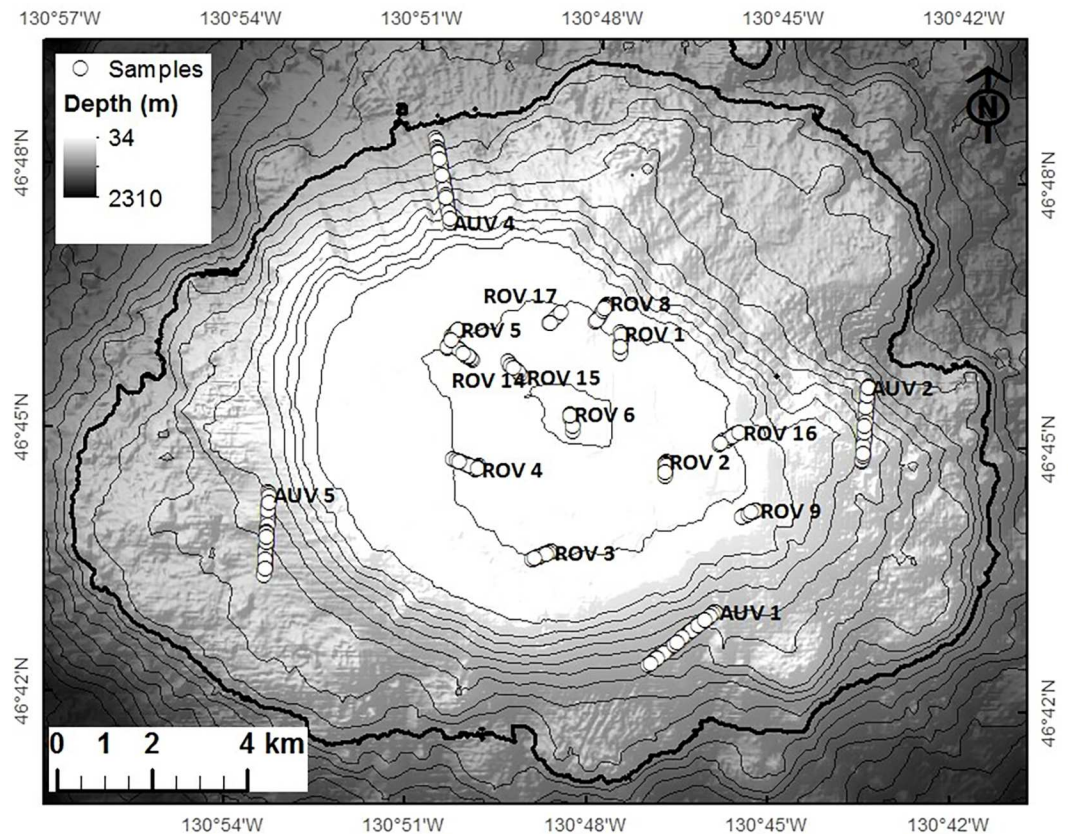 130°57'W 130°54'W 130°51'W 130°48'W 130°45'W 130°42'W
Samples
Depth (m)
34
2310
N
46°48'N
46°48'N
AUV 4
ROV 17
ROV 8
ROV 5
ROV 1
ROV 14
ROV 15
AUV 2
ROV 6
46°45'N
46°45'N
ROV 16
ROV 2
ROV 4
AUV 5
ROV 9
ROV 3
AUV 1
46°42'N
46°42'N
0 1 2 4 km
130°54'W 130°51'W 130°48'W 130°45'W 130°42'W